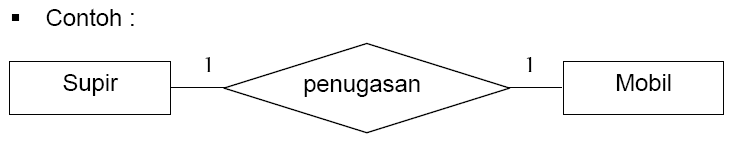 ▪ Contoh :
1 1
Supir penugasan Mobil